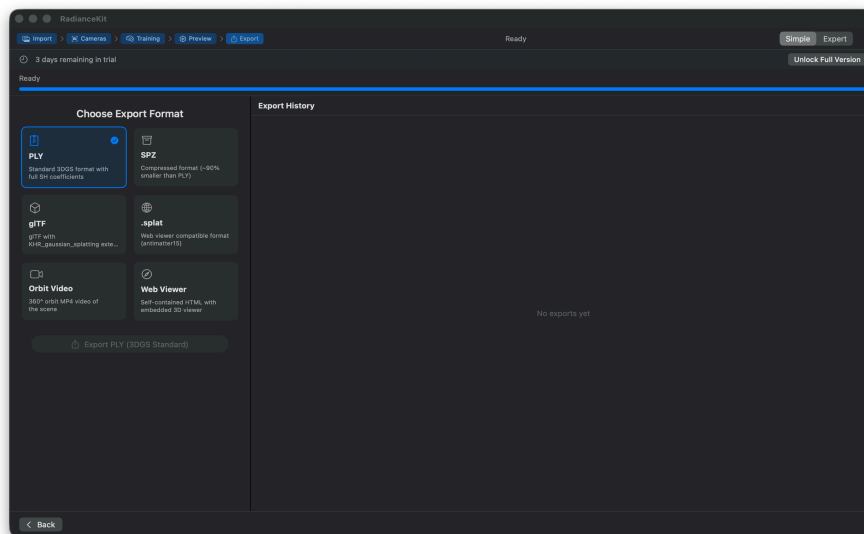 RadianceKit
Import > Cameras > Training > Preview > Export
Ready
Simple Expert
3 days remaining in trial
Unlock Full Version
Ready
Choose Export Format
PLY
Standard 3DGS format with
full SH coefficients
SPZ
Compressed format (~90%
smaller than PLY)
glTF
glTF with
KHR_gaussian_splatting exte...
.splat
Web viewer compatible format
(antimatter15)
Orbit Video
360° orbit MP4 video of
the scene
Web Viewer
Self-contained HTML with
embedded 3D viewer
Export PLY (3DGS Standard)
Export History
No exports yet
< Back